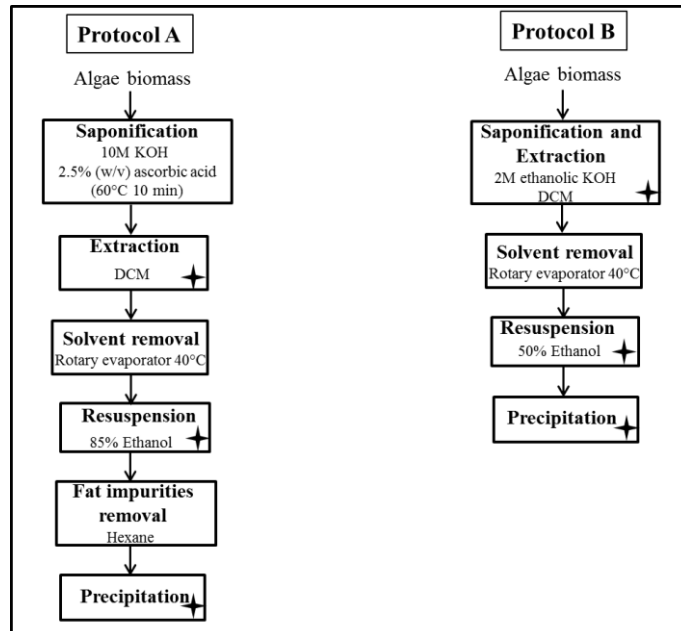 Protocol A
Algae biomass
Saponification
10M KOH
2.5% (w/v) ascorbic acid
(60°C 10 min)
Extraction
DCM
Solvent removal
Rotary evaporator 40°C
Resuspension
85% Ethanol
Fat impurities
removal
Hexane
Precipitation
Protocol B
Algae biomass
Saponification and
Extraction
2M ethanolic KOH
DCM
Solvent removal
Rotary evaporator 40°C
Resuspension
50% Ethanol
Precipitation